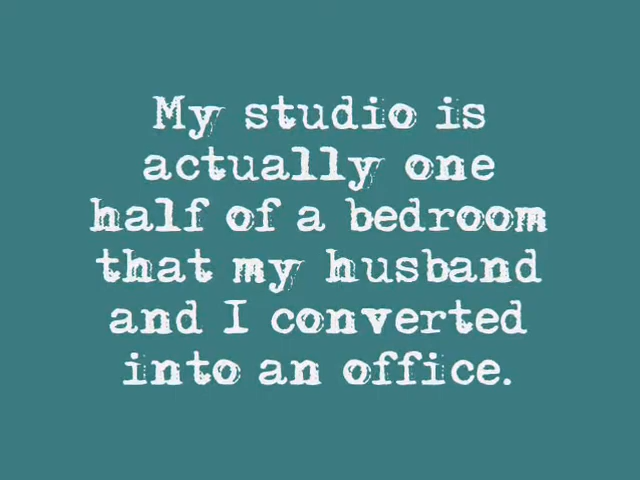 My studio is
actually one
half of a bedroom
that my husband
and I converted
into an office.